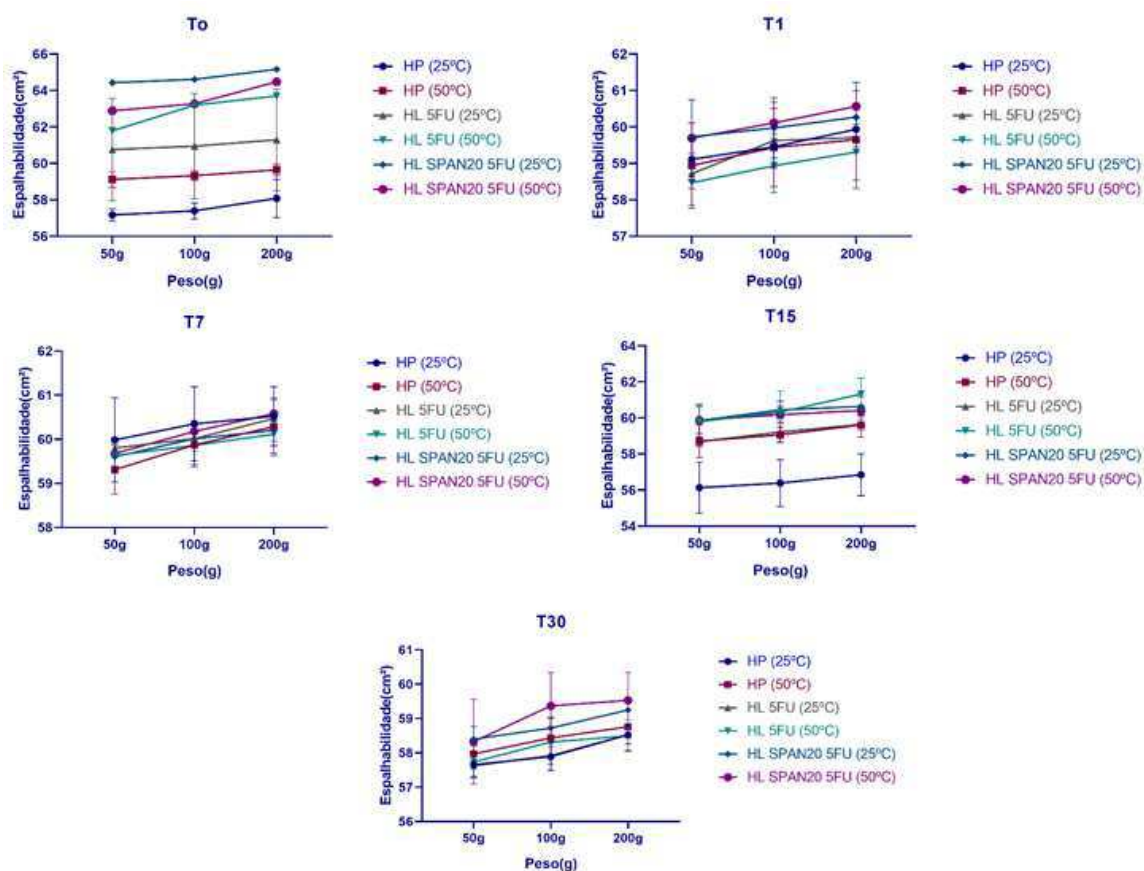 To
Espalhabilidade(cm²)
66
64
62
60
58
56
50g
100g
200g
Peso(g)
HP (25ºC)
HP (50ºC)
HL 5FU (25ºC)
HL 5FU (50ºC)
HL SPAN20 5FU (25ºC)
HL SPAN20 5FU (50ºC)
T1
Espalhabilidade(cm²)
62
61
60
59
58
57
50g
100g
200g
Peso(g)
HP (25ºC)
HP (50ºC)
HL 5FU (25ºC)
HL 5FU (50ºC)
HL SPAN20 5FU (25ºC)
HL SPAN20 5FU (50ºC)
T7
Espalhabilidade(cm²)
62
61
60
59
58
50g
100g
200g
Peso(g)
HP (25ºC)
HP (50ºC)
HL 5FU (25ºC)
HL 5FU (50ºC)
HL SPAN20 5FU (25ºC)
HL SPAN20 5FU (50ºC)
T15
Espalhabilidade(cm²)
64
62
60
58
56
54
50g
100g
200g
Peso(g)
HP (25ºC)
HP (50ºC)
HL 5FU (25ºC)
HL 5FU (50ºC)
HL SPAN20 5FU (25ºC)
HL SPAN20 5FU (50ºC)
T30
Espalhabilidade(cm²)
61
60
59
58
57
56
50g
100g
200g
Peso(g)
HP (25ºC)
HP (50ºC)
HL 5FU (25ºC)
HL 5FU (50ºC)
HL SPAN20 5FU (25ºC)
HL SPAN20 5FU (50ºC)